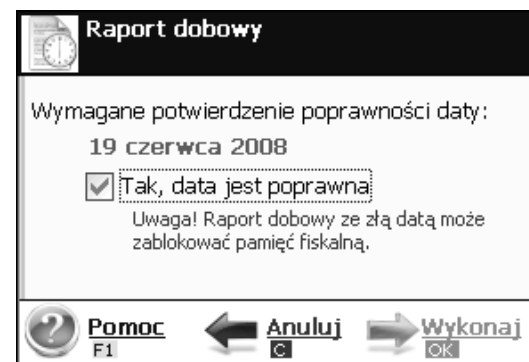 Raport dobowy
Wymagane potwierdzenie poprawności daty:
19 czerwca 2008
Tak, data jest poprawna
Uwaga! Raport dobowy ze złą datą może
zablokować pamięć fiskalną.
Pomoc Anuluj Wykonaj
F1 C OK